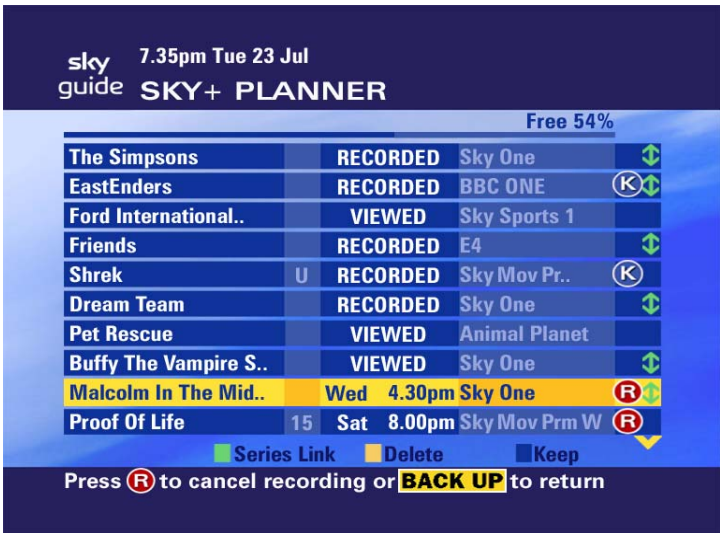 sky guide 7.35pm Tue 23 Jul
SKY+ PLANNER
Free 54%
The Simpsons RECORDED Sky One
EastEnders RECORDED BBC ONE K
Ford International.. VIEWED Sky Sports 1
Friends RECORDED E4
Shrek U RECORDED Sky Mov Pr.. K
Dream Team RECORDED Sky One
Pet Rescue VIEWED Animal Planet
Buffy The Vampire S.. VIEWED Sky One
Malcolm In The Mid.. Wed 4.30pm Sky One R
Proof Of Life 15 Sat 8.00pm Sky Mov Prm W R
Series Link Delete Keep
Press R to cancel recording or BACK UP to return